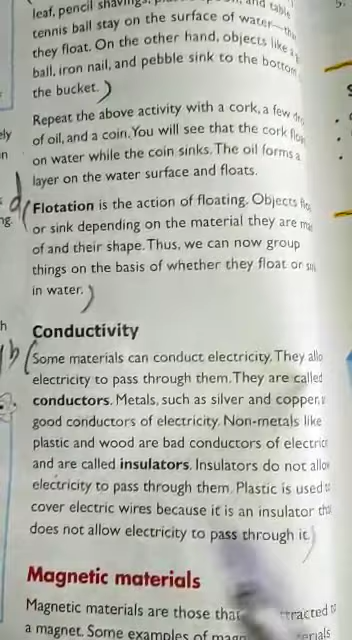 leaf, pencil shavings, and table
tennis ball stay on the surface of water—
they float. On the other hand, objects like a
ball, iron nail, and pebble sink to the bottom
the bucket.
Repeat the above activity with a cork, a few
of oil, and a coin. You will see that the cork
on water while the coin sinks. The oil forms a
layer on the water surface and floats.
Flotation is the action of floating. Objects
or sink depending on the material they are
of and their shape. Thus, we can now group
things on the basis of whether they float or
in water.
Conductivity
Some materials can conduct electricity. They
electricity to pass through them. They are called
conductors. Metals, such as silver and copper,
good conductors of electricity. Non-metals like
plastic and wood are bad conductors of
and are called insulators. Insulators do not
electricity to pass through them. Plastic is used
cover electric wires because it is an insulator
does not allow electricity to pass through it.
Magnetic materials
Magnetic materials are those
a magnet. Some examples of